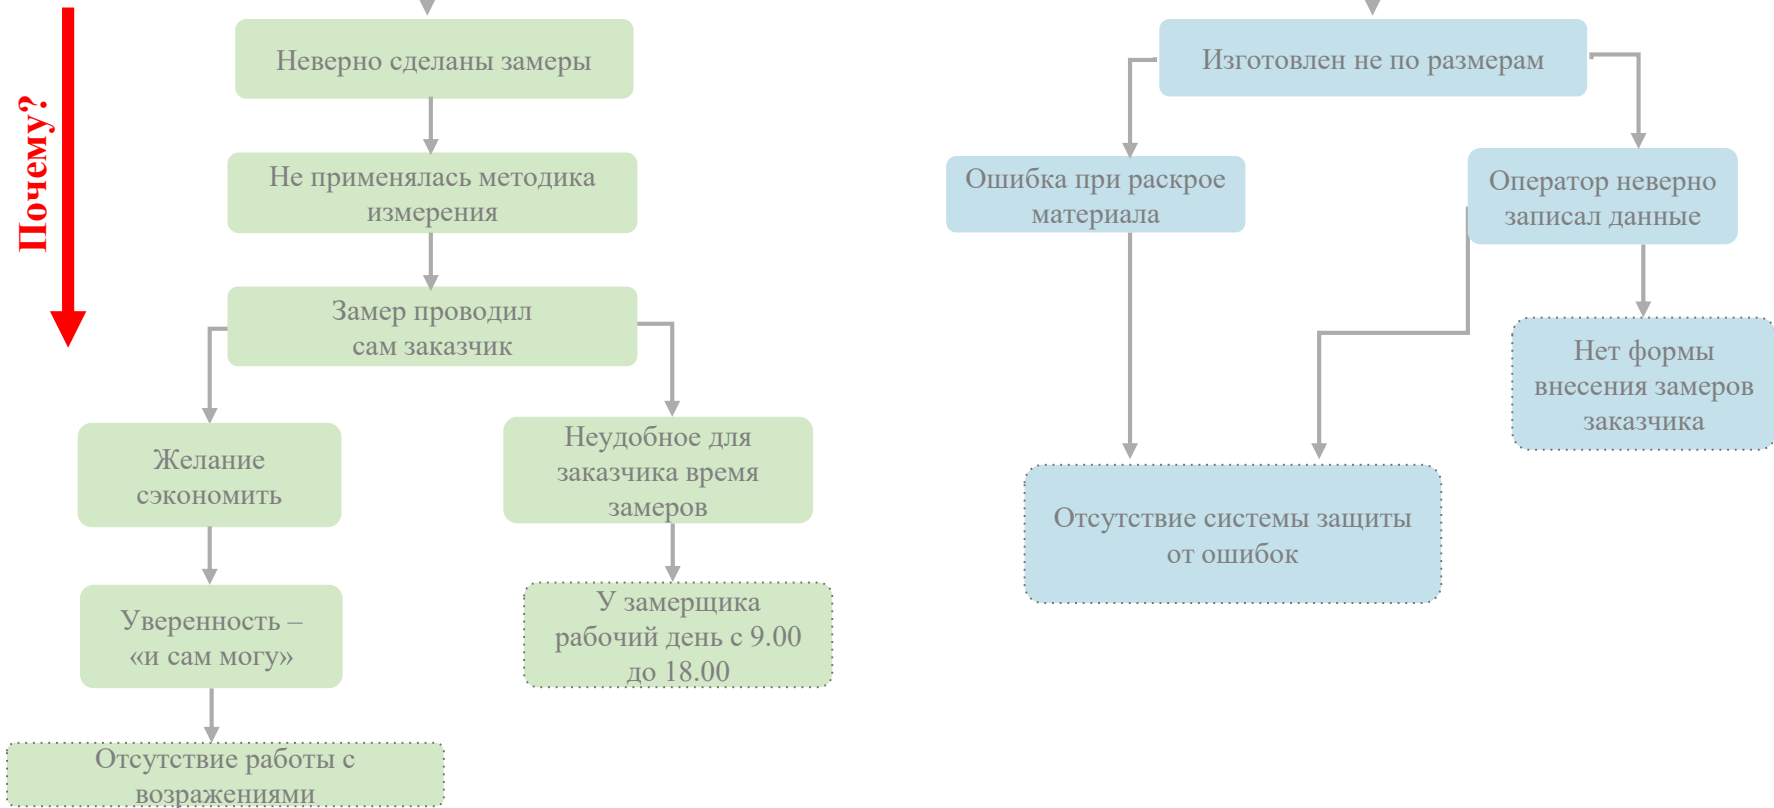 Почему?
Неверно сделаны замеры
Не применялась методика
измерения
Замер проводил
сам заказчик
Желание
сэкономить
Неудобное для
заказчика время
замеров
Уверенность –
«и сам могу»
У замерщика
рабочий день с 9.00
до 18.00
Отсутствие работы с
возражениями
Изготовлен не по размерам
Ошибка при раскрое
материала
Оператор неверно
записал данные
Нет формы
внесения замеров
заказчика
Отсутствие системы защиты
от ошибок